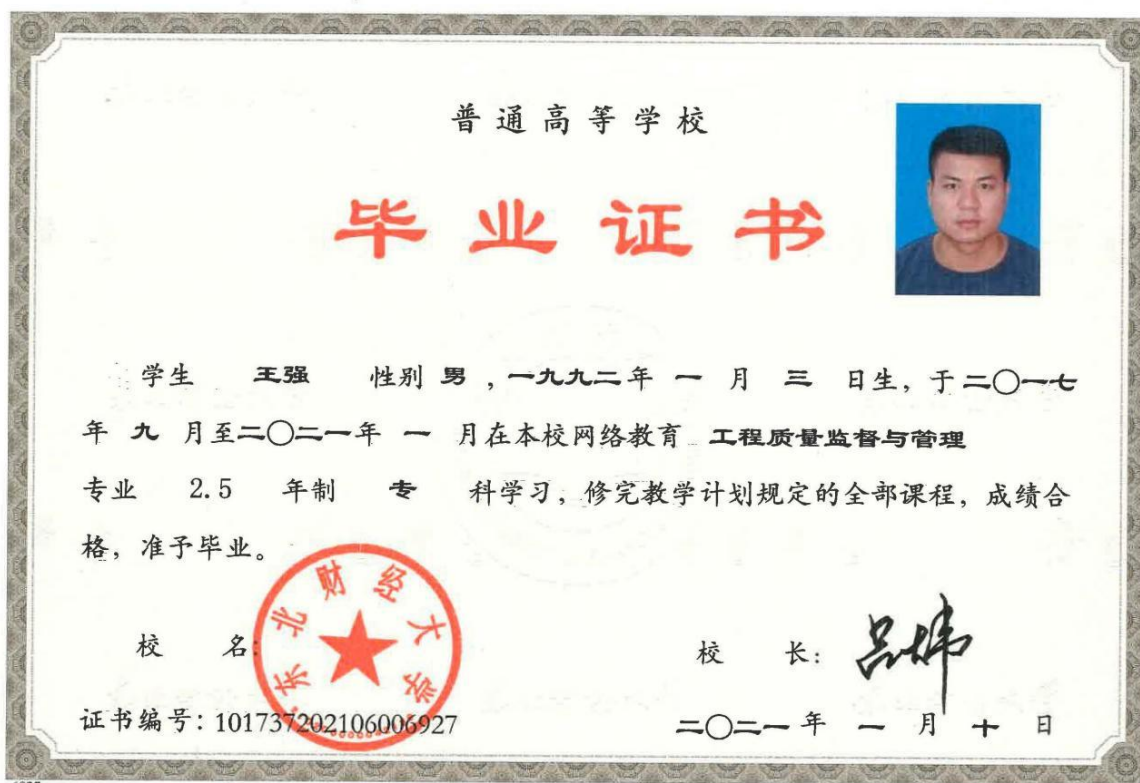 普通高等学校
毕业证书
学生 王强 性别 男 ，一九九二年 一 月 三 日生，于二〇一七
年 九 月至二〇二一年 一 月在本校网络教育 工程质量监督与管理
专业 2.5 年制 专 科学习，修完教学计划规定的全部课程，成绩合
格，准予毕业。
东北财经大学
校 名：
校 长：吕炜
证书编号：101737202106006927
二〇二一年 一 月 十 日